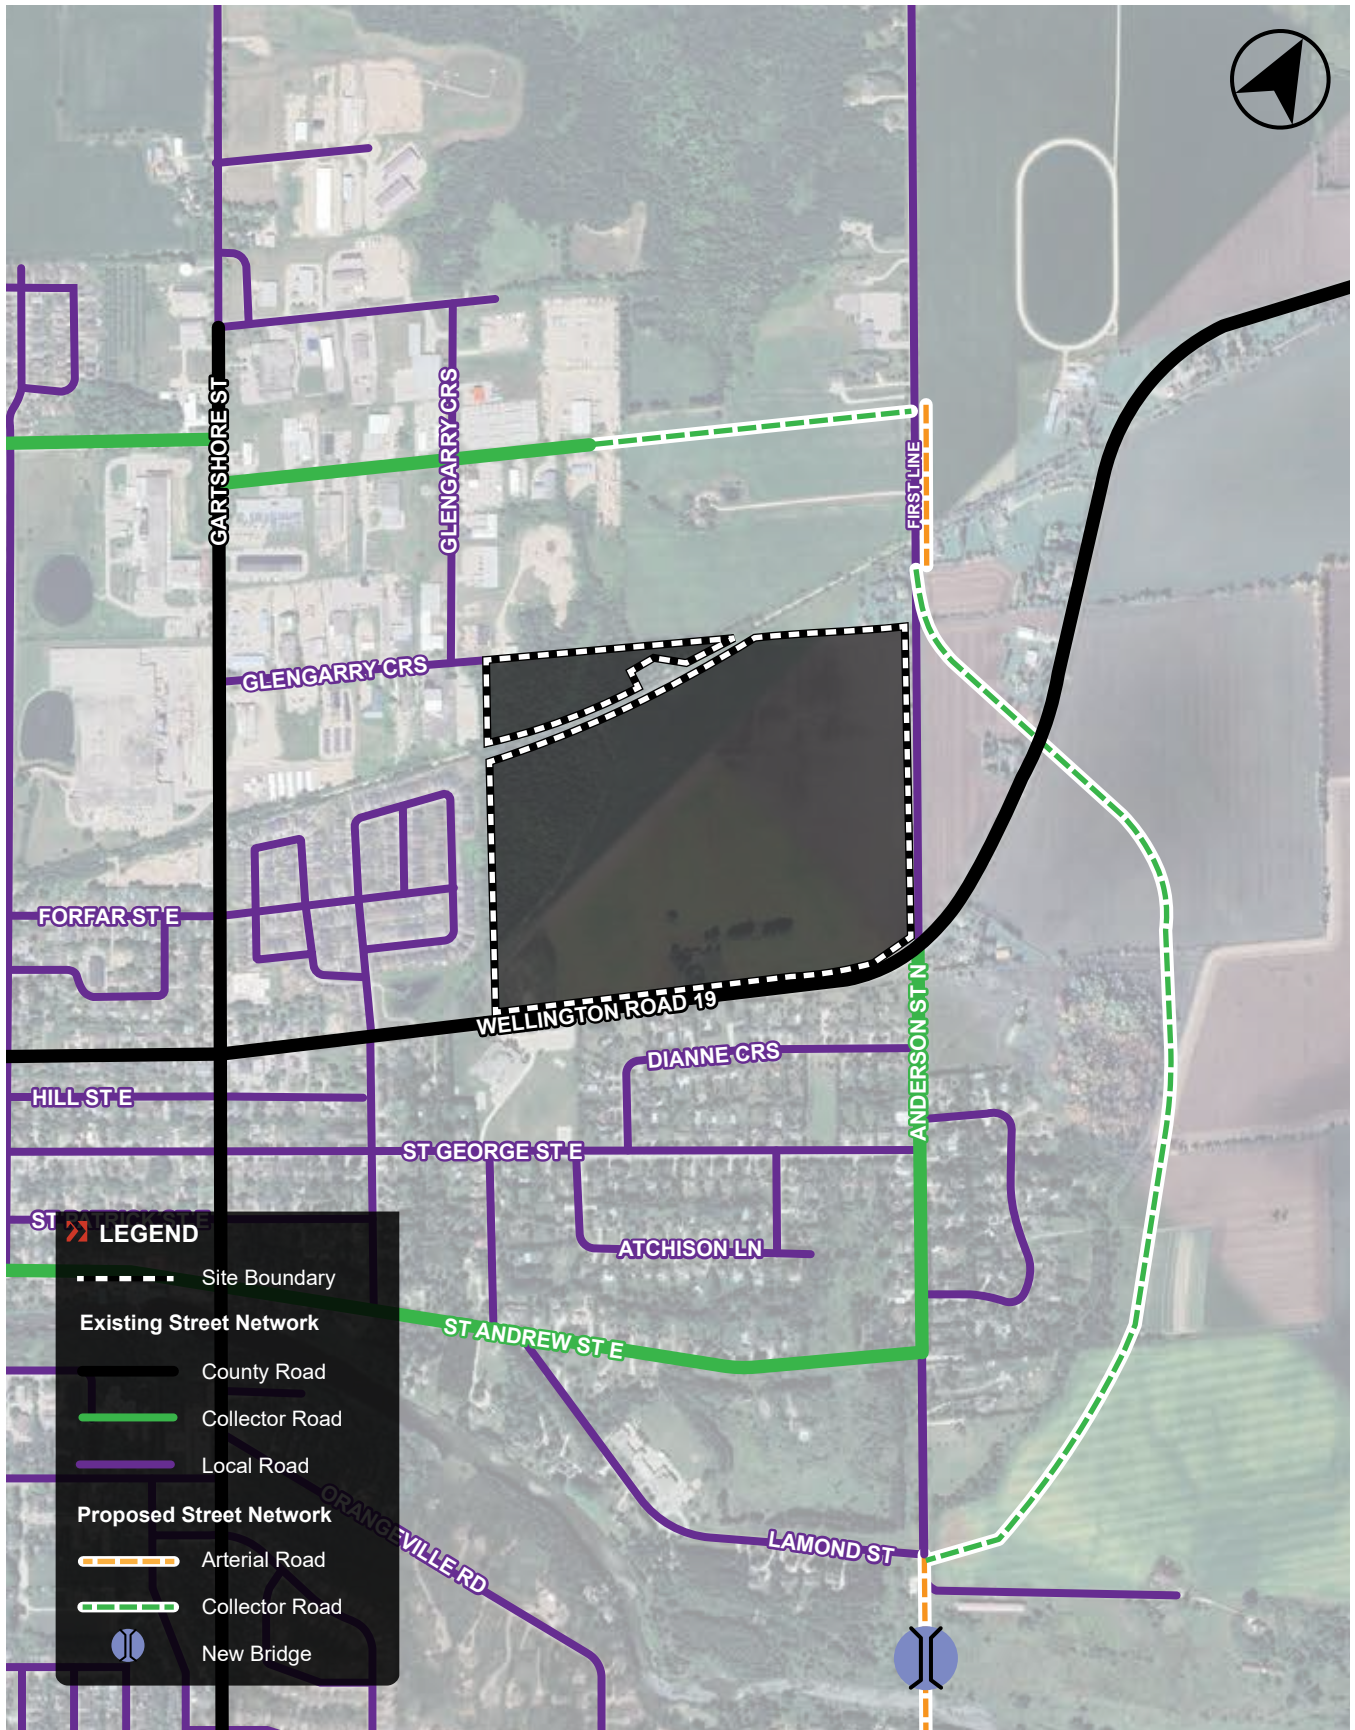 GARTSHORE ST
GLENGARRY CRS
FIRST LINE
GLENGARRY CRS
FORFAR ST E
WELLINGTON ROAD 19
ANDERSON ST N
DIANNE CRS
HILL ST E
ST GEORGE ST E
ST PATRICK ST E
ATCHISON LN
ST ANDREW ST E
ORANGEVILLE RD
LAMOND ST
LEGEND
Site Boundary
Existing Street Network
County Road
Collector Road
Local Road
Proposed Street Network
Arterial Road
Collector Road
New Bridge